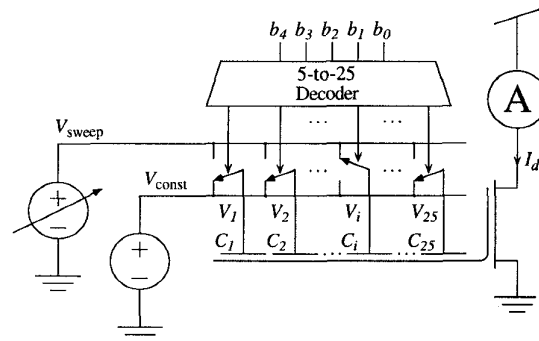 b4 b3 b2 b1 b0
5-to-25
Decoder
... ...
A
Vsweep
... ...
Id
Vconst
V1 V2 Vi V25
C1 C2 Ci C25
+
−
+
−